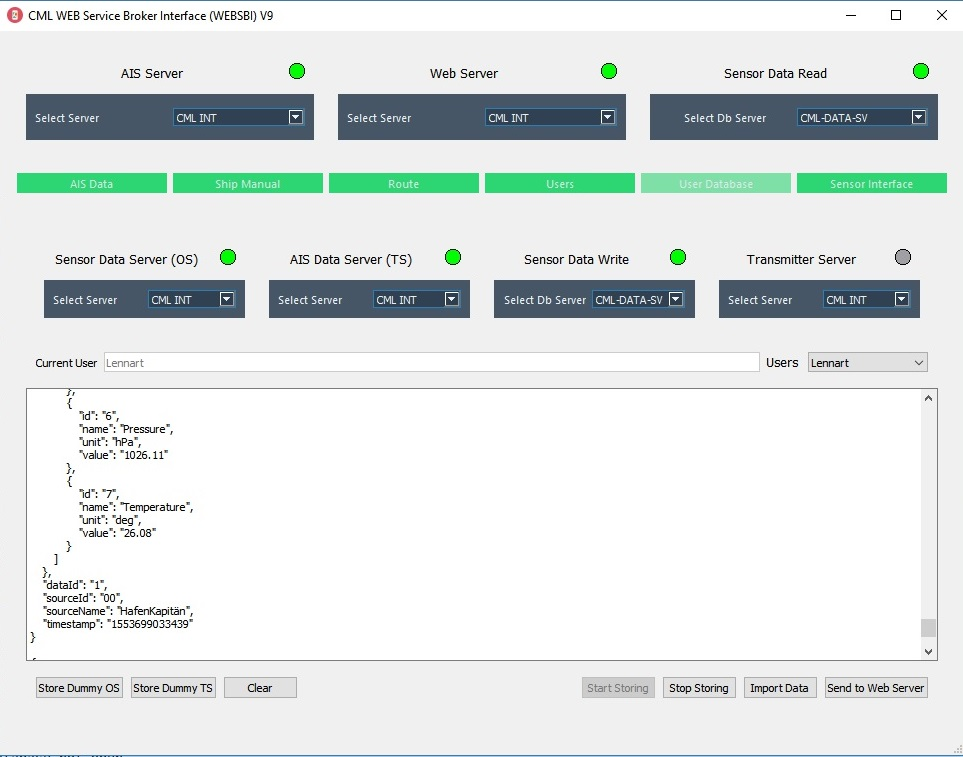 CML WEB Service Broker Interface (WEBSBI) V9
AIS Server
Web Server
Sensor Data Read
Select Server CML INT
Select Server CML INT
Select Db Server CML-DATA-SV
AIS Data
Ship Manual
Route
Users
User Database
Sensor Interface
Sensor Data Server (OS)
AIS Data Server (TS)
Sensor Data Write
Transmitter Server
Select Server CML INT
Select Server CML INT
Select Db Server CML-DATA-SV
Select Server CML INT
Current User Lennart
Users Lennart
},
{
"id": "6",
"name": "Pressure",
"unit": "hPa",
"value": "1026.11"
},
{
"id": "7",
"name": "Temperature",
"unit": "deg",
"value": "26.08"
}
]
},
"dataId": "1",
"sourceId": "00",
"sourceName": "HafenKapitän",
"timestamp": "1553699033439"
}
Store Dummy OS
Store Dummy TS
Clear
Start Storing
Stop Storing
Import Data
Send to Web Server